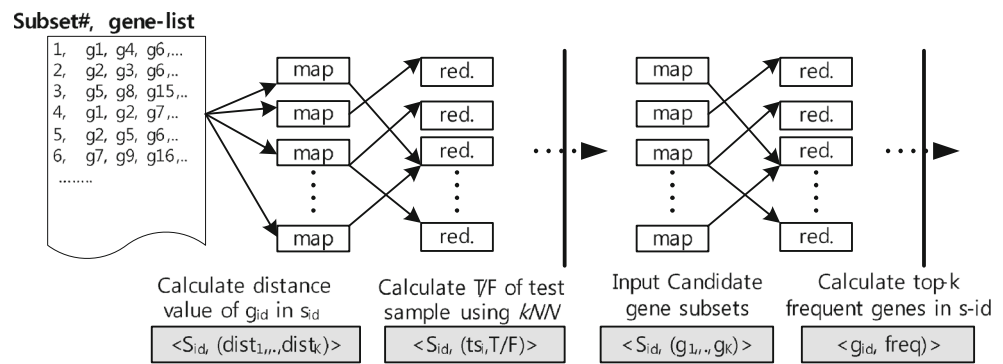 Subset#, gene-list
1, g1, g4, g6,...
2, g2, g3, g6,..
3, g5, g8, g15,..
4, g1, g2, g7,..
5, g2, g5, g6,..
6, g7, g9, g16,..
.........
map
map
map
map
red.
red.
red.
red.
map
map
map
map
red.
red.
red.
red.
Calculate distance
value of gid in sid
<Sid, (dist1,,.,distK)>
Calculate T/F of test
sample using kNN
<Sid, (tsi,T/F)>
Input Candidate
gene subsets
<Sid, (g1,,.,gK)>
Calculate top-k
frequent genes in s-id
<gid, freq)>